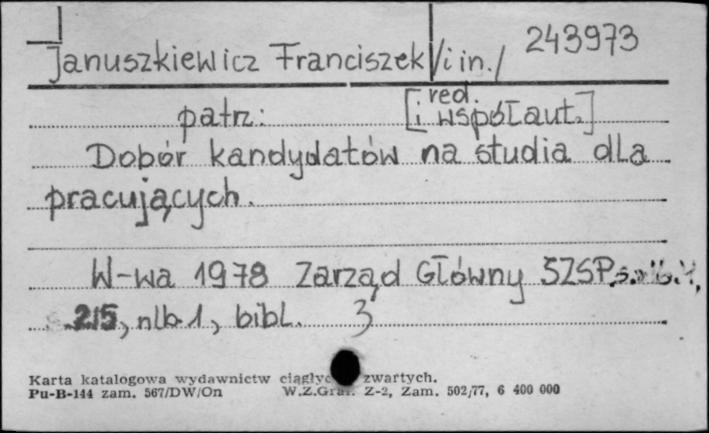 Januszkiewicz Franciszek /i in./ 243973
patrz: [red. i współaut.]
Dobór kandydatów na studia dla
pracujących.
W-wa 1978 Zarząd Główny SZSP
215, nlb 1, bibl. 3
Karta katalogowa wydawnictw ciągłyc zwartych.
Pu-B-144 zam. 567/DW/On W.Z.Graf. Z-2, Zam. 502/77, 6 400 000